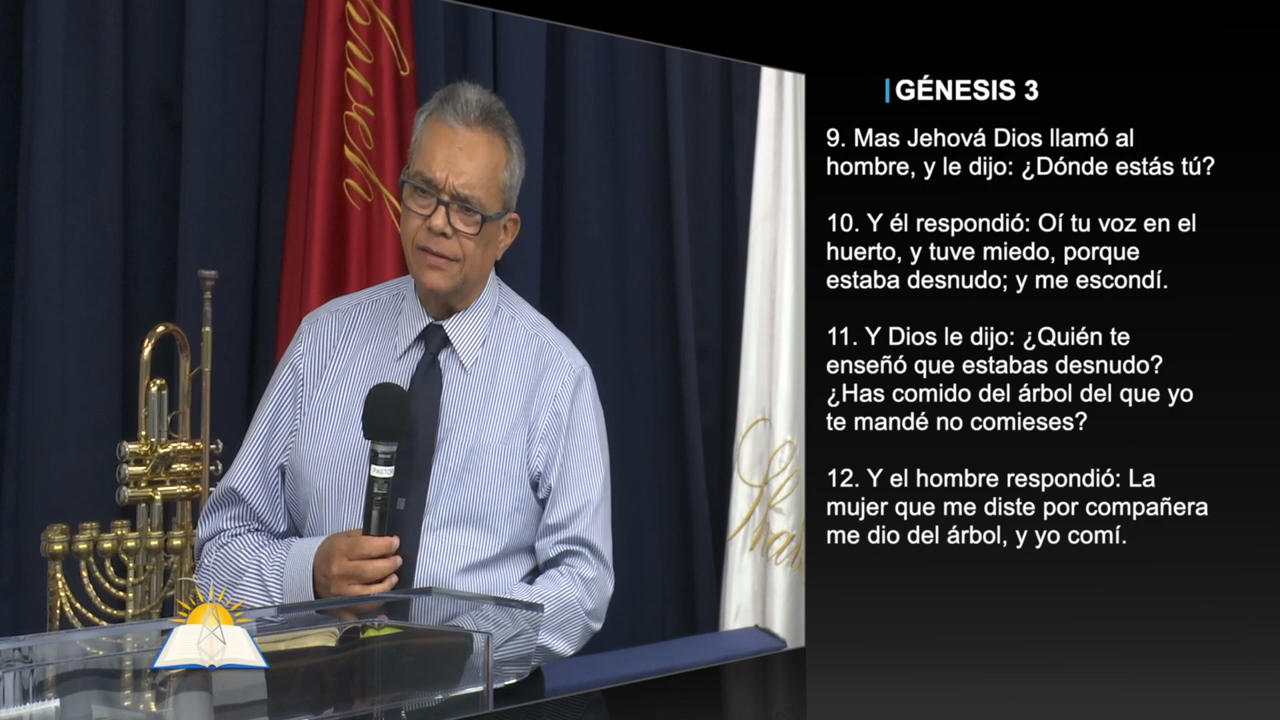 hweh
PASTOR
Shal
GÉNESIS 3
9. Mas Jehová Dios llamó al
hombre, y le dijo: ¿Dónde estás tú?
10. Y él respondió: Oí tu voz en el
huerto, y tuve miedo, porque
estaba desnudo; y me escondí.
11. Y Dios le dijo: ¿Quién te
enseñó que estabas desnudo?
¿Has comido del árbol del que yo
te mandé no comieses?
12. Y el hombre respondió: La
mujer que me diste por compañera
me dio del árbol, y yo comí.